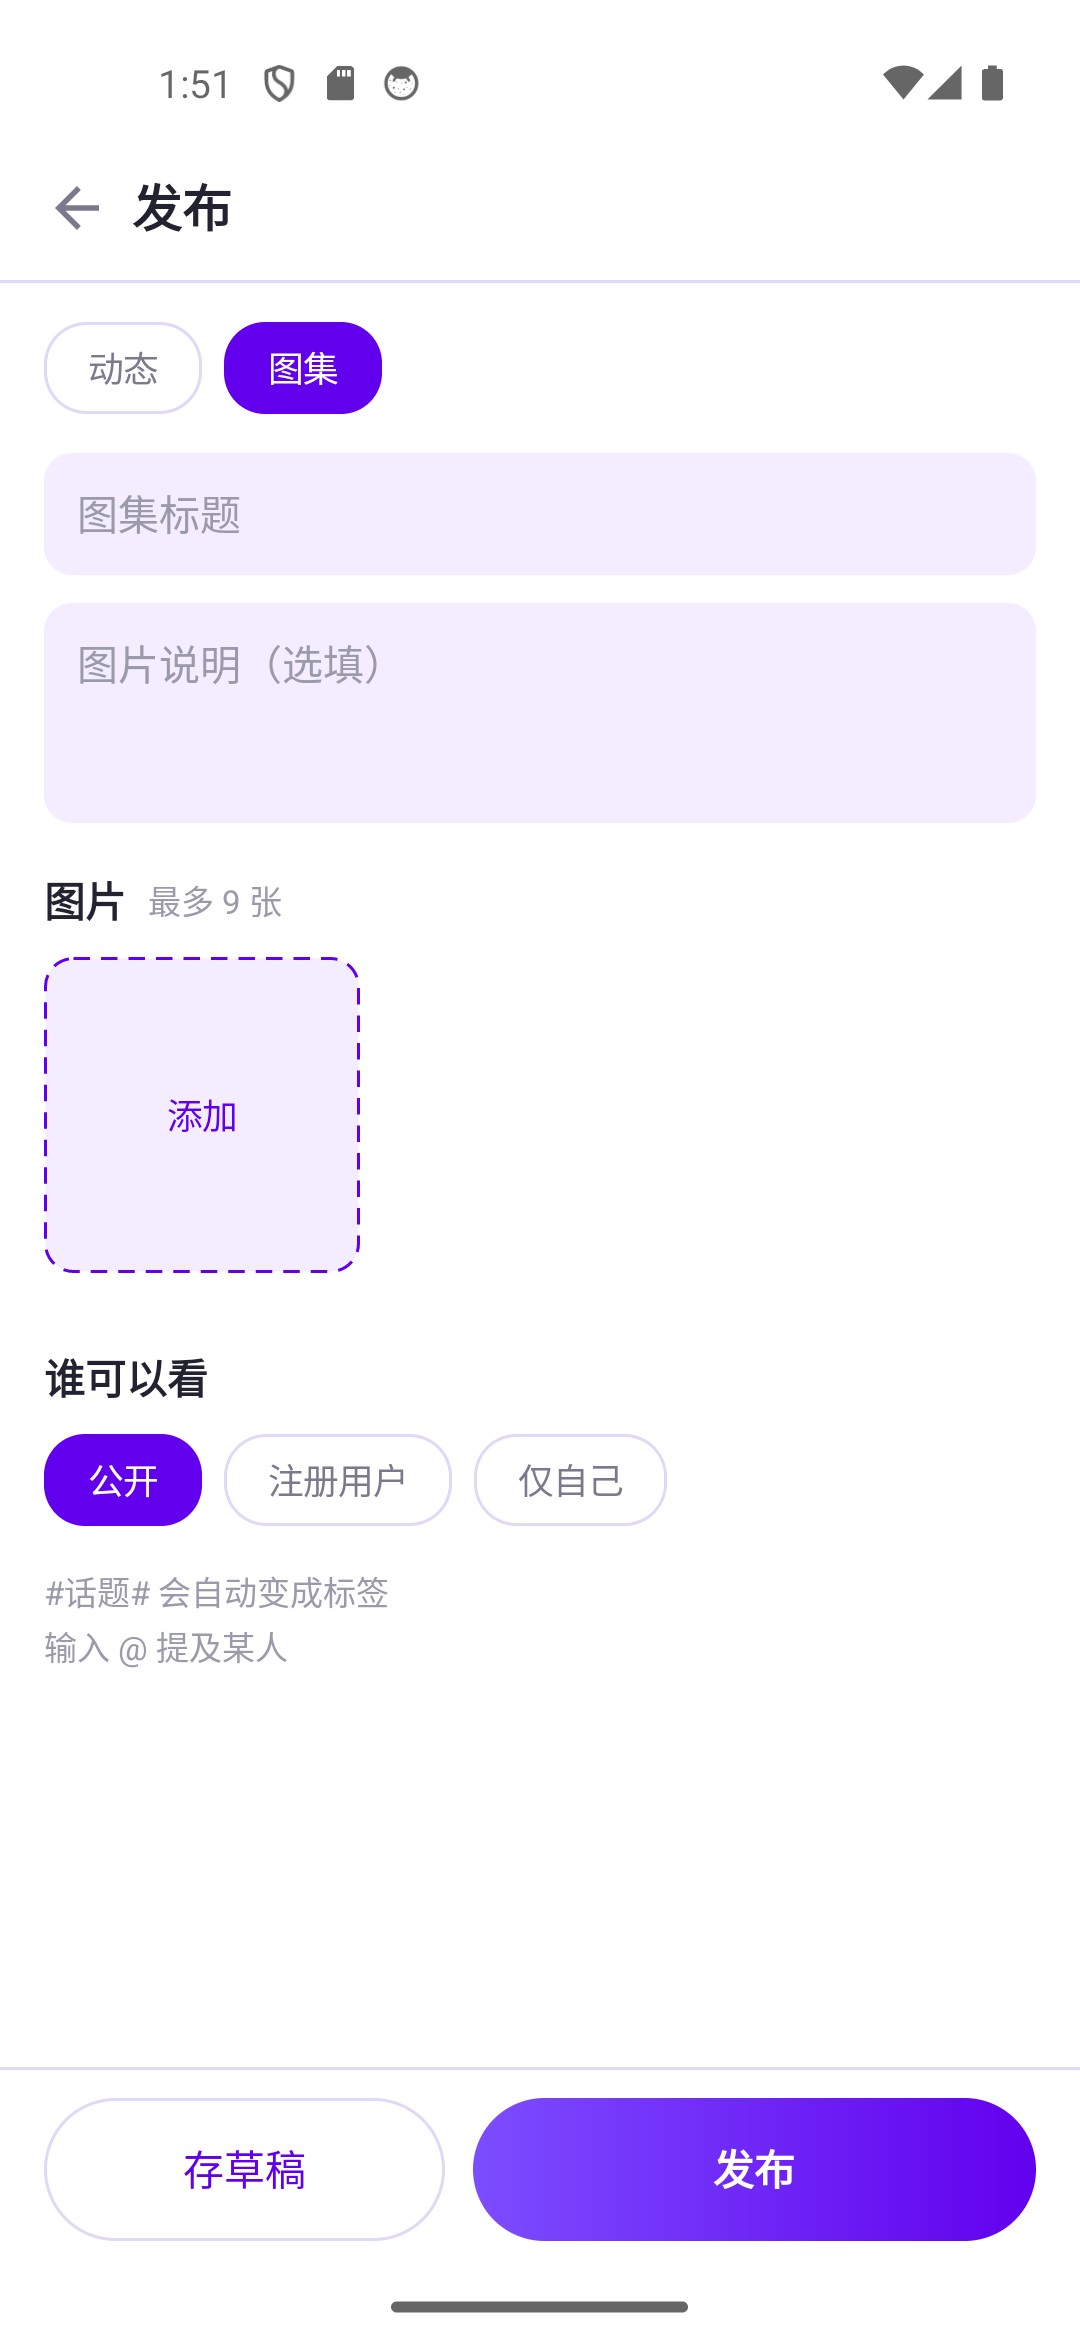 1:51
发布
动态
图集
图集标题
图片说明（选填）
图片 最多 9 张
添加
谁可以看
公开
注册用户
仅自己
#话题# 会自动变成标签
输入 @ 提及某人
存草稿
发布